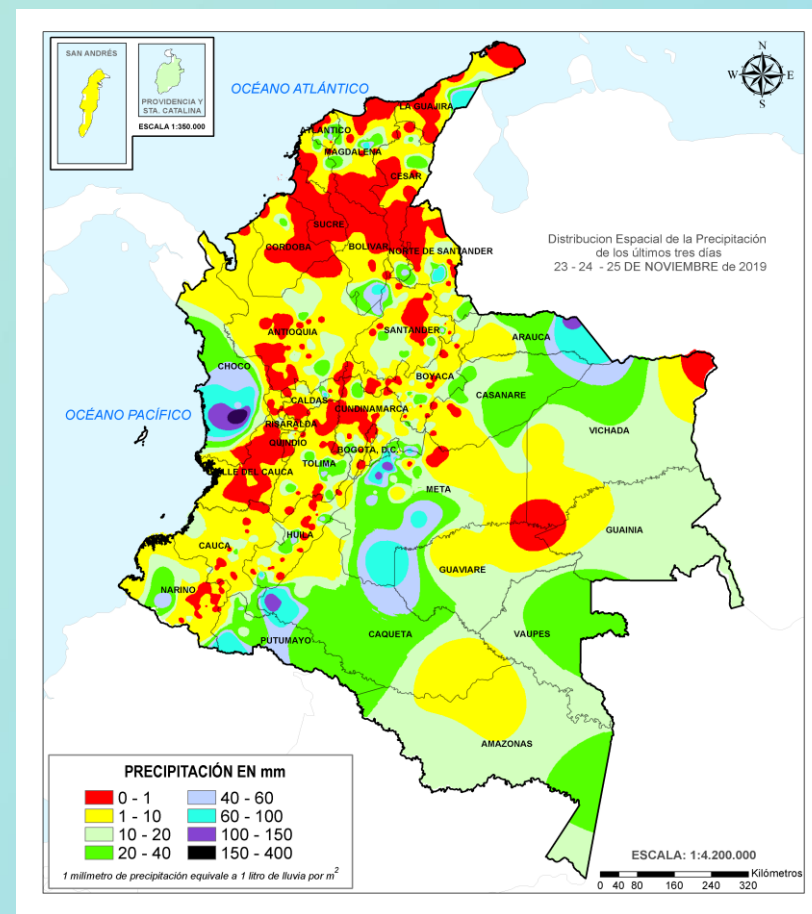 SAN ANDRÉS
PROVIDENCIA Y
STA. CATALINA
ESCALA 1:350.000
OCÉANO ATLÁNTICO
N
W E
S
LA GUAJIRA
ATLANTICO
MAGDALENA
CESAR
SUCRE
CORDOBA
BOLIVAR
NORTE DE SANTANDER
Distribucion Espacial de la Precipitación
de los últimos tres días
23 - 24 - 25 DE NOVIEMBRE de 2019
ANTIOQUIA
SANTANDER
ARAUCA
CHOCO
BOYACA
CASANARE
OCÉANO PACÍFICO
CALDAS
CUNDINAMARCA
RISARALDA
VICHADA
QUINDIO
BOGOTA, D.C.
TOLIMA
VALLE DEL CAUCA
META
GUAINIA
HUILA
CAUCA
GUAVIARE
NARINO
CAQUETA
VAUPES
PUTUMAYO
AMAZONAS
PRECIPITACIÓN EN mm
0 - 1 40 - 60
1 - 10 60 - 100
10 - 20 100 - 150
20 - 40 150 - 400
1 milímetro de precipitación equivale a 1 litro de lluvia por m²
ESCALA: 1:4.200.000
Kilómetros
0 40 80 160 240 320